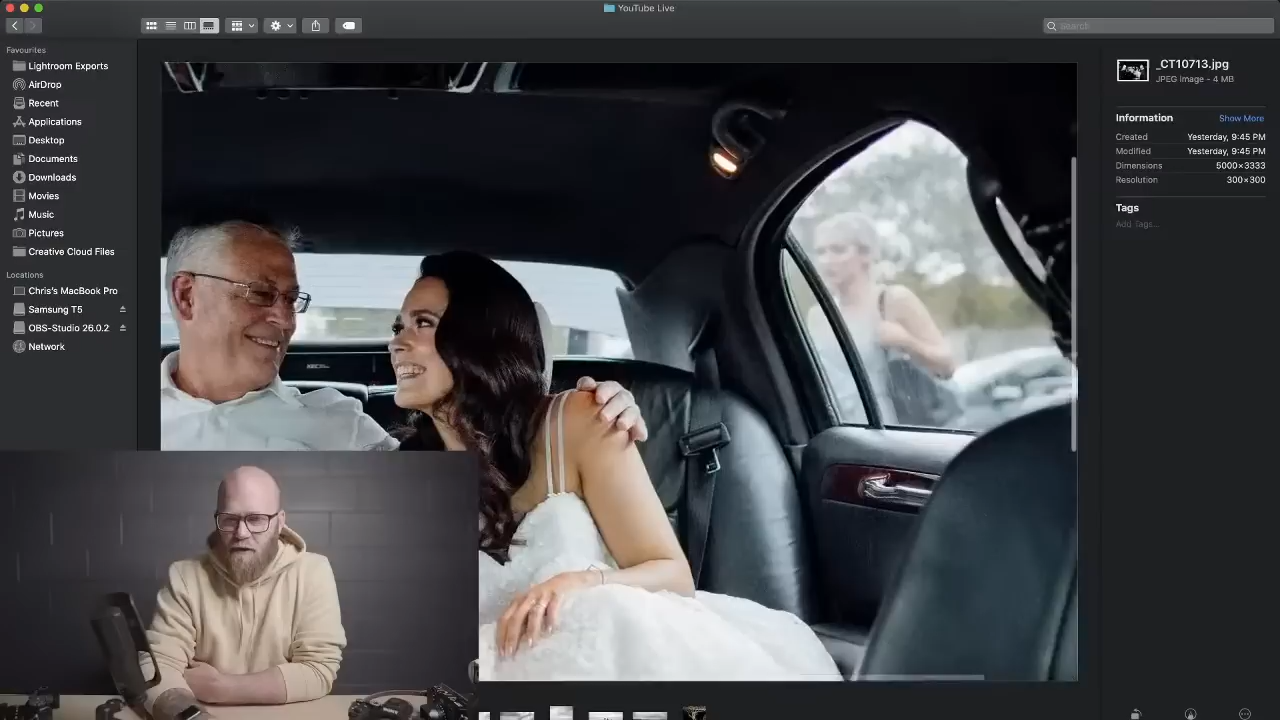 YouTube Live
Search
Favourites
Lightroom Exports
AirDrop
Recent
Applications
Desktop
Documents
Downloads
Movies
Music
Pictures
Creative Cloud Files
Locations
Chris's MacBook Pro
Samsung T5
OBS-Studio 26.0.2
Network
_CT10713.jpg
JPEG image - 4 MB
Information Show More
Created Yesterday, 9:45 PM
Modified Yesterday, 9:45 PM
Dimensions 5000×3333
Resolution 300×300
Tags
Add Tags...